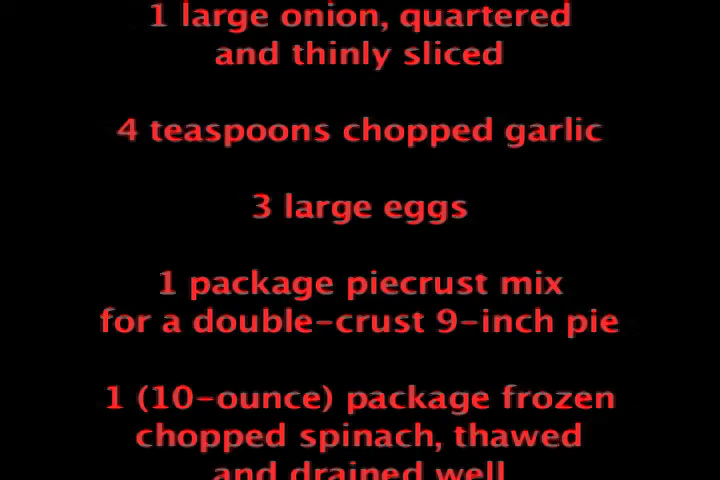 1 large onion, quartered
and thinly sliced
4 teaspoons chopped garlic
3 large eggs
1 package piecrust mix
for a double-crust 9-inch pie
1 (10-ounce) package frozen
chopped spinach, thawed
and drained well